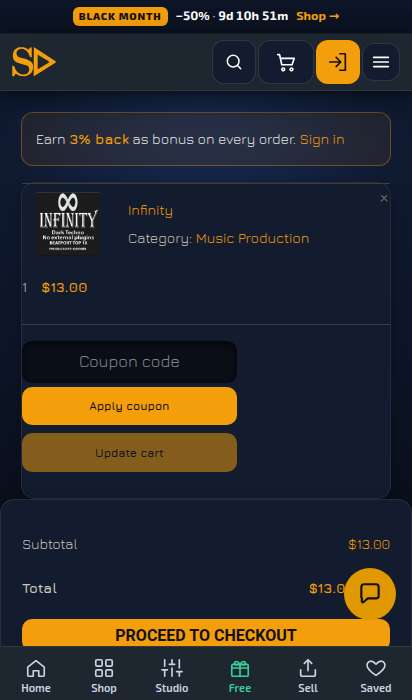 BLACK MONTH −50% · 9d 10h 51m Shop →
S
Earn 3% back as bonus on every order. Sign in
×
INFINITY
Dark Techno
No external plugins
BEATPORT TOP 10
Infinity
Category: Music Production
1 $13.00
Coupon code
Apply coupon
Update cart
Subtotal $13.00
Total $13.0
PROCEED TO CHECKOUT
Home Shop Studio Free Sell Saved